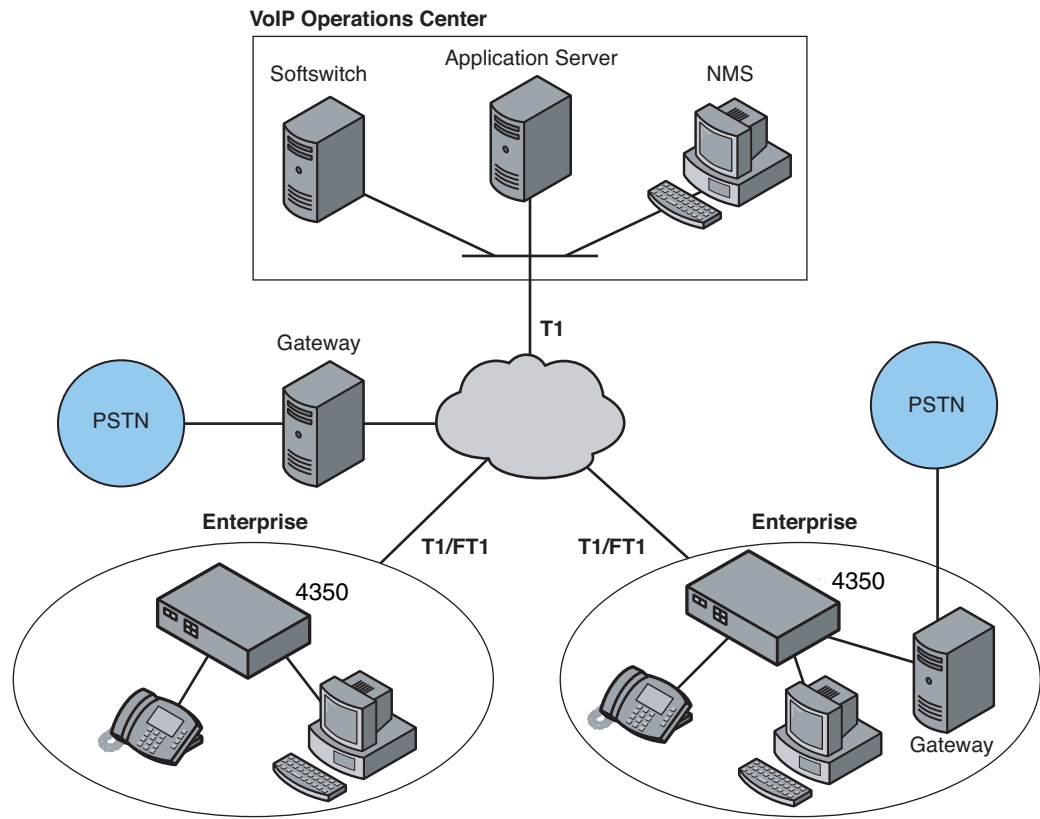 VoIP Operations Center
Softswitch
Application Server
NMS
T1
Gateway
PSTN
PSTN
Enterprise
T1/FT1
T1/FT1
Enterprise
4350
4350
Gateway